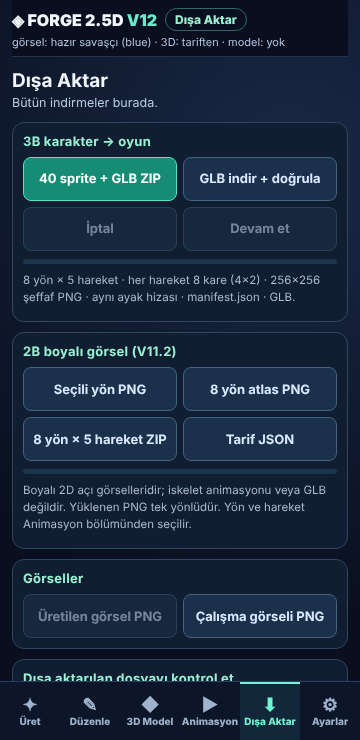 ◈ FORGE 2.5D V12 Dışa Aktar
görsel: hazır savaşçı (blue) · 3D: tariften · model: yok
Dışa Aktar
Bütün indirmeler burada.
3B karakter → oyun
40 sprite + GLB ZIP
GLB indir + doğrula
İptal
Devam et
8 yön × 5 hareket · her hareket 8 kare (4×2) · 256×256
şeffaf PNG · aynı ayak hizası · manifest.json · GLB.
2B boyalı görsel (V11.2)
Seçili yön PNG
8 yön atlas PNG
8 yön × 5 hareket ZIP
Tarif JSON
Boyalı 2D açı görselleridir; iskelet animasyonu veya GLB
değildir. Yüklenen PNG tek yönlüdür. Yön ve hareket
Animasyon bölümünden seçilir.
Görseller
Üretilen görsel PNG
Çalışma görseli PNG
Dışa aktarılan dosyayı kontrol et
Üret
Düzenle
3D Model
Animasyon
Dışa Aktar
Ayarlar